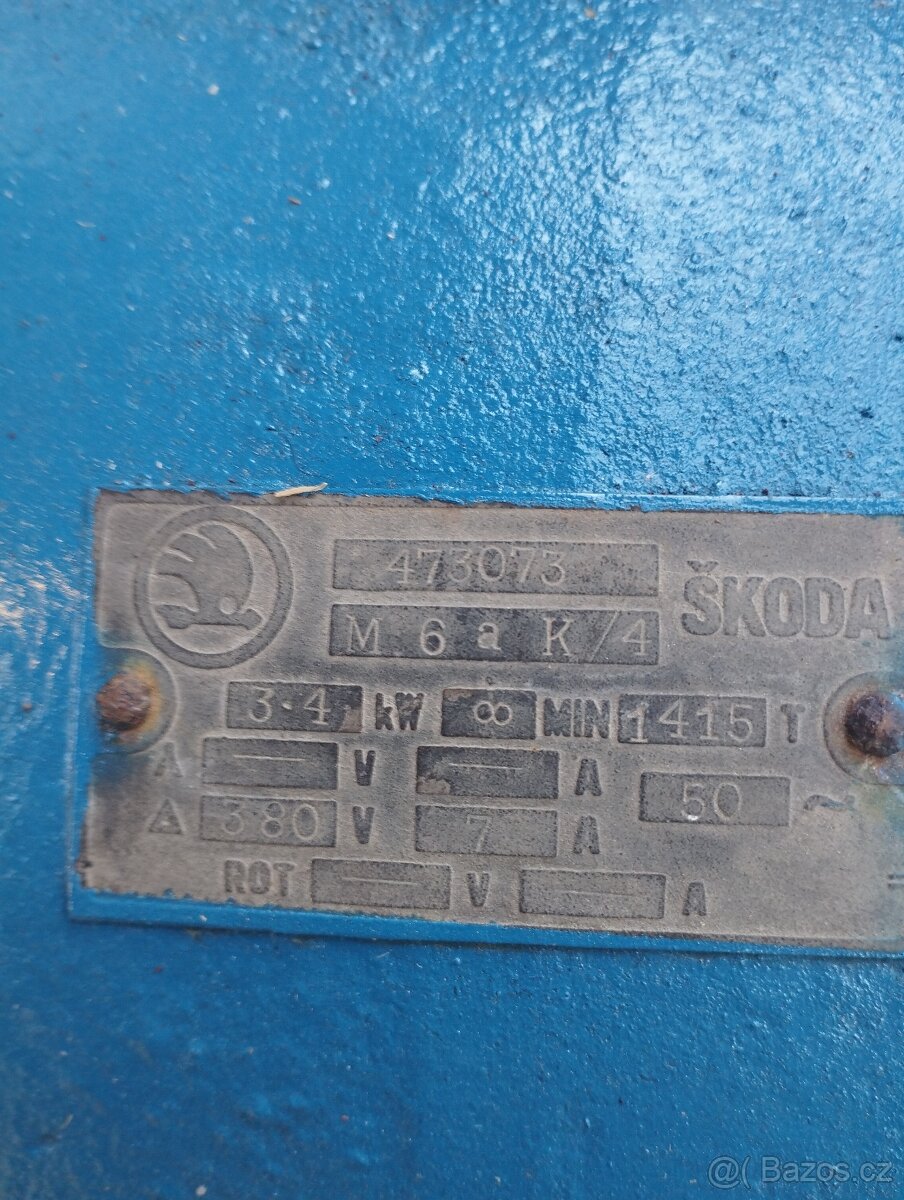 473073
ŠKODA
M 6 a K/4
3·4 kW ∞ MIN 1415 T
— V — A
50 ~
380 V 7 A
ROT — V — A
@( Bazos.cz